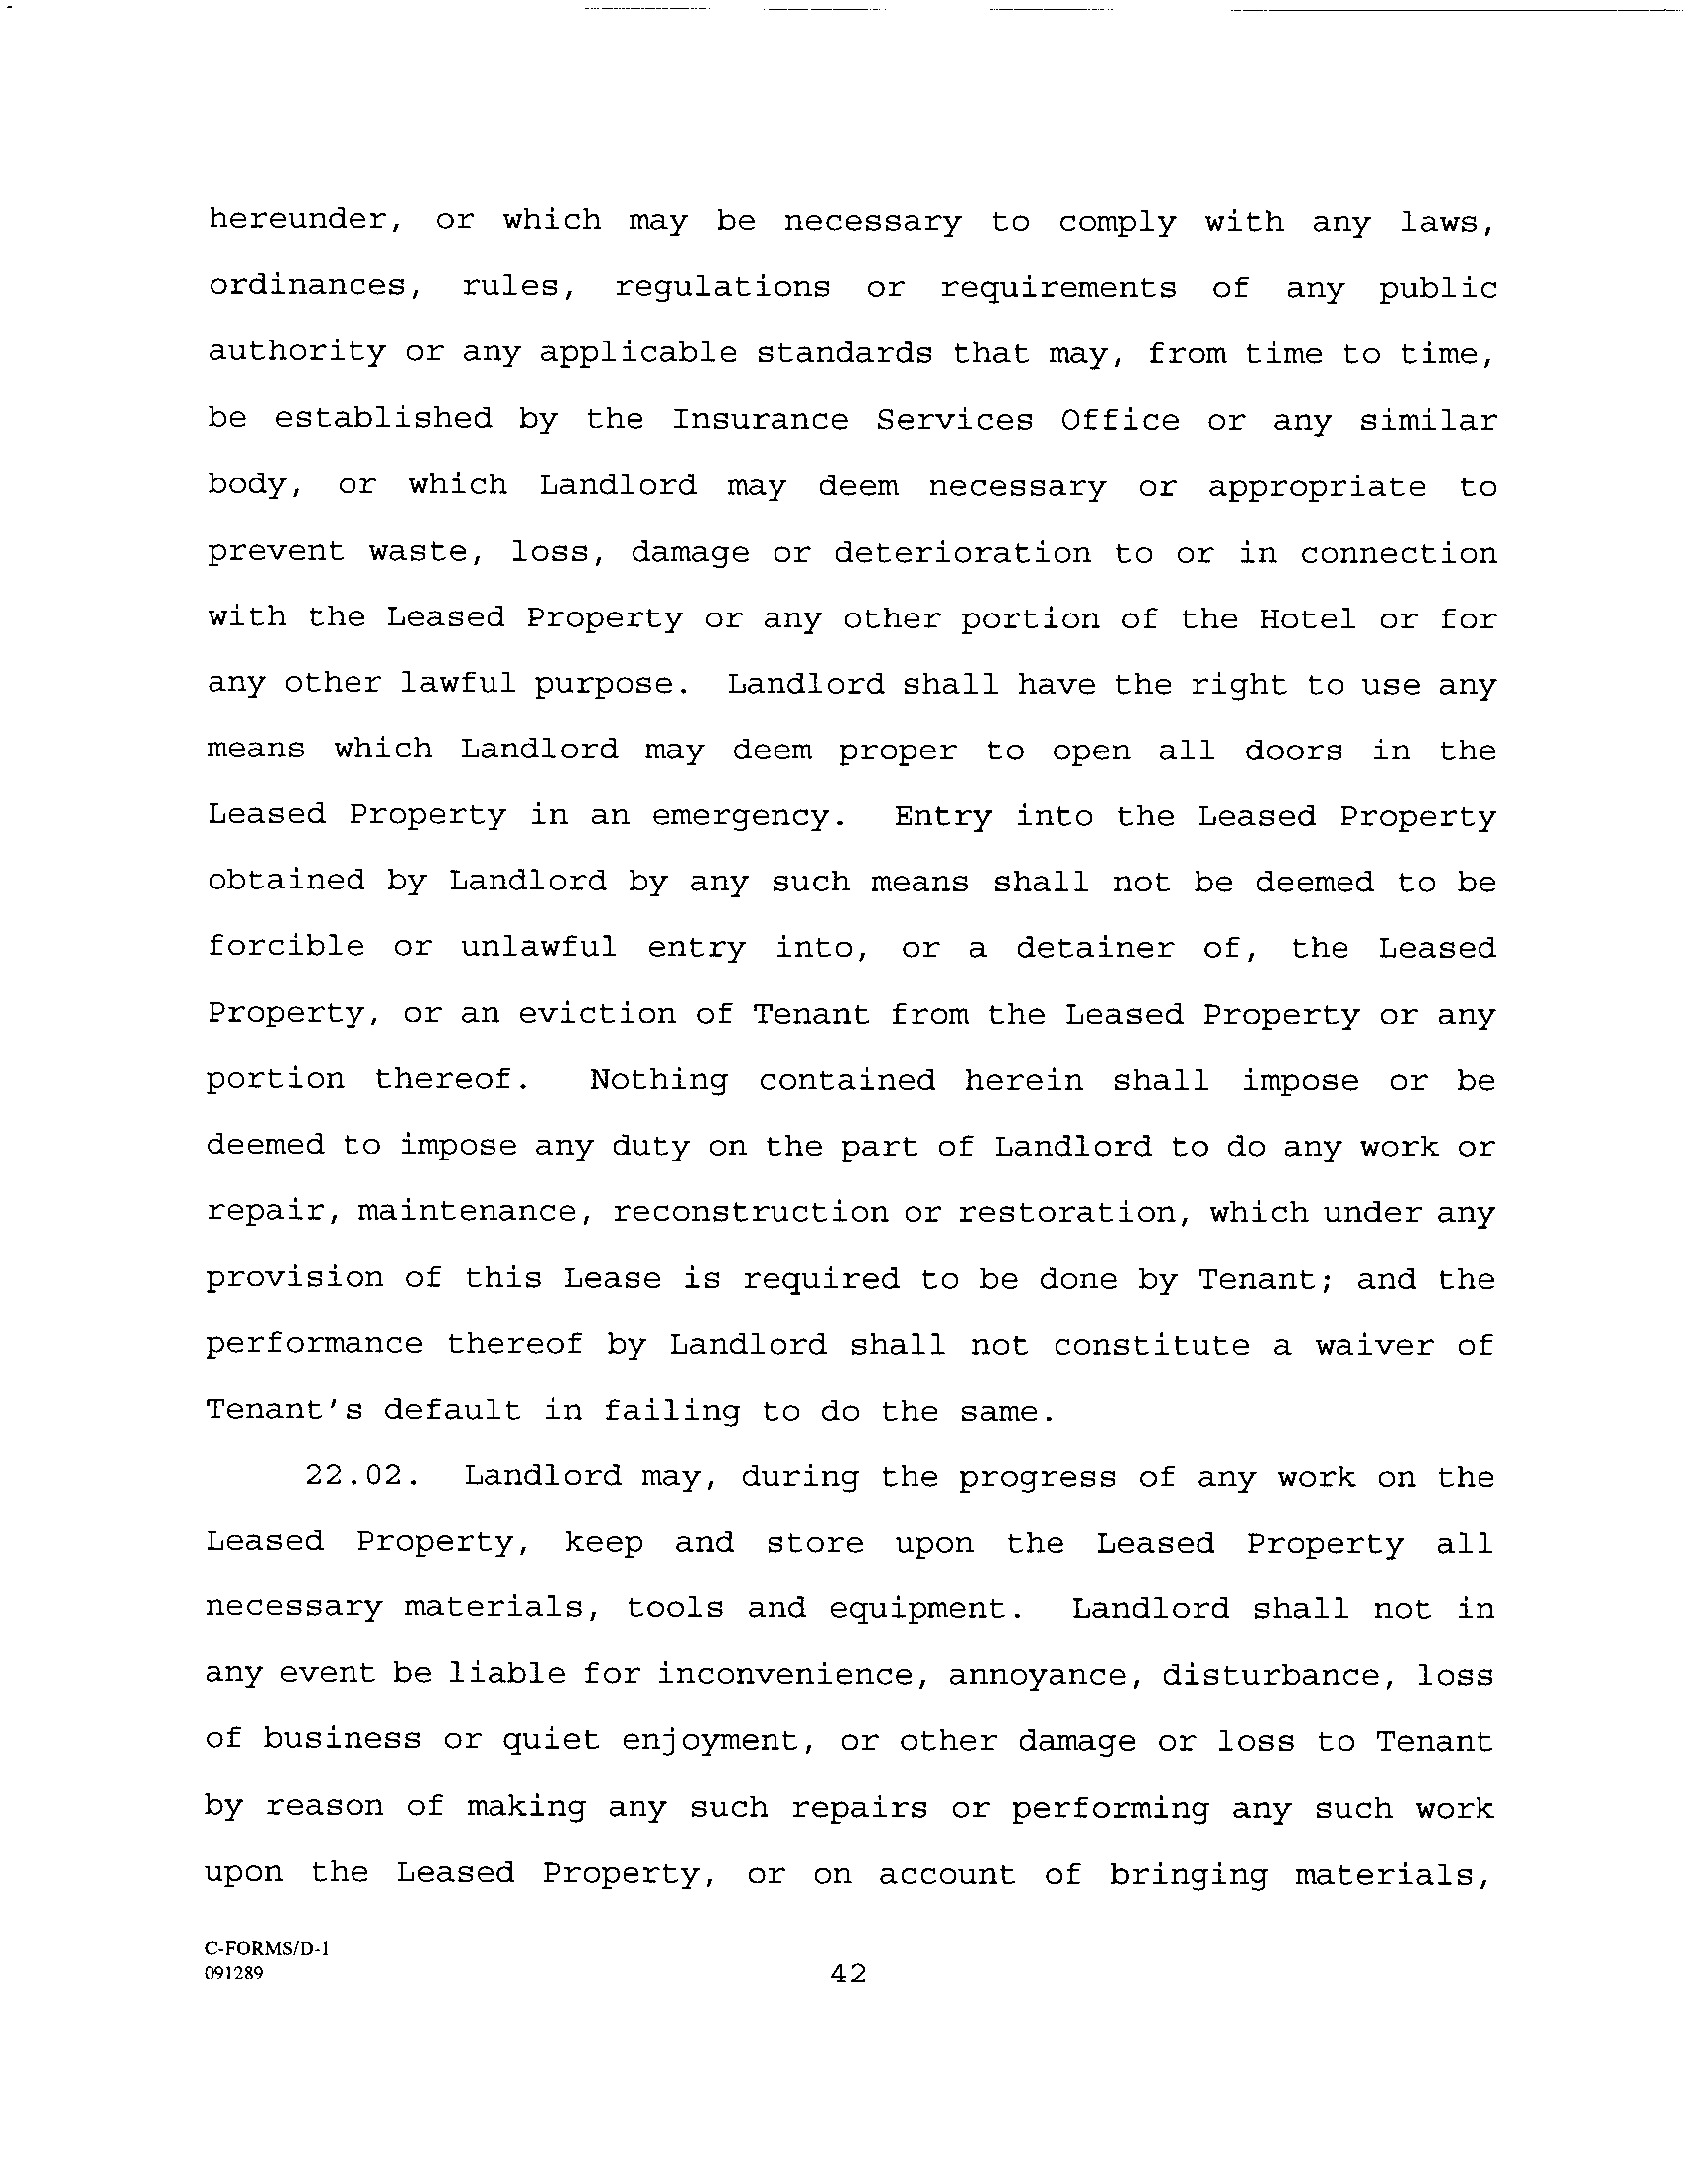 hereunder, or which may be necessary to comply with any laws,
ordinances, rules, regulations or requirements of any public
authority or any applicable standards that may, from time to time,
be established by the Insurance Services Office or any similar
body, or which Landlord may deem necessary or appropriate to
prevent waste, loss, damage or deterioration to or in connection
with the Leased Property or any other portion of the Hotel or for
any other lawful purpose. Landlord shall have the right to use any
means which Landlord may deem proper to open all doors in the
Leased Property in an emergency. Entry into the Leased Property
obtained by Landlord by any such means shall not be deemed to be
forcible or unlawful entry into, or a detainer of, the Leased
Property, or an eviction of Tenant from the Leased Property or any
portion thereof. Nothing contained herein shall impose or be
deemed to impose any duty on the part of Landlord to do any work or
repair, maintenance, reconstruction or restoration, which under any
provision of this Lease is required to be done by Tenant; and the
performance thereof by Landlord shall not constitute a waiver of
Tenant's default in failing to do the same.
22.02. Landlord may, during the progress of any work on the
Leased Property, keep and store upon the Leased Property all
necessary materials, tools and equipment. Landlord shall not in
any event be liable for inconvenience, annoyance, disturbance, loss
of business or quiet enjoyment, or other damage or loss to Tenant
by reason of making any such repairs or performing any such work
upon the Leased Property, or on account of bringing materials,
C-FORMS/D-1
091289
42